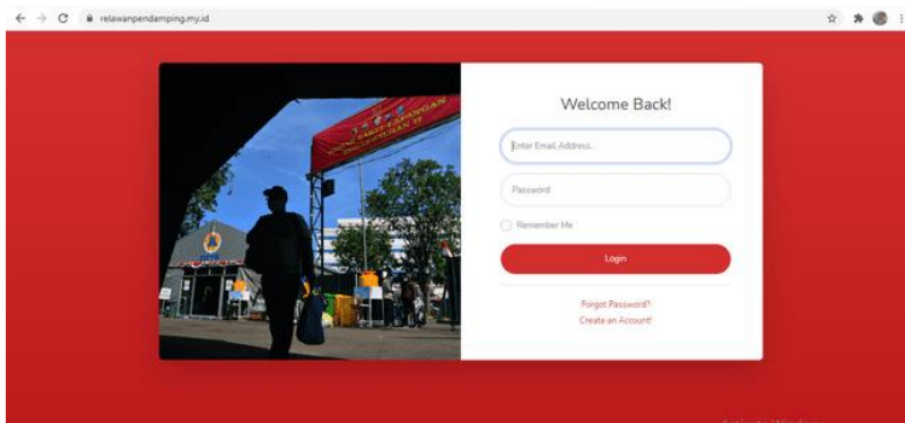 relawanpendamping.my.id
Welcome Back!
Enter Email Address...
Password
Remember Me
Login
Forgot Password?
Create an Account!